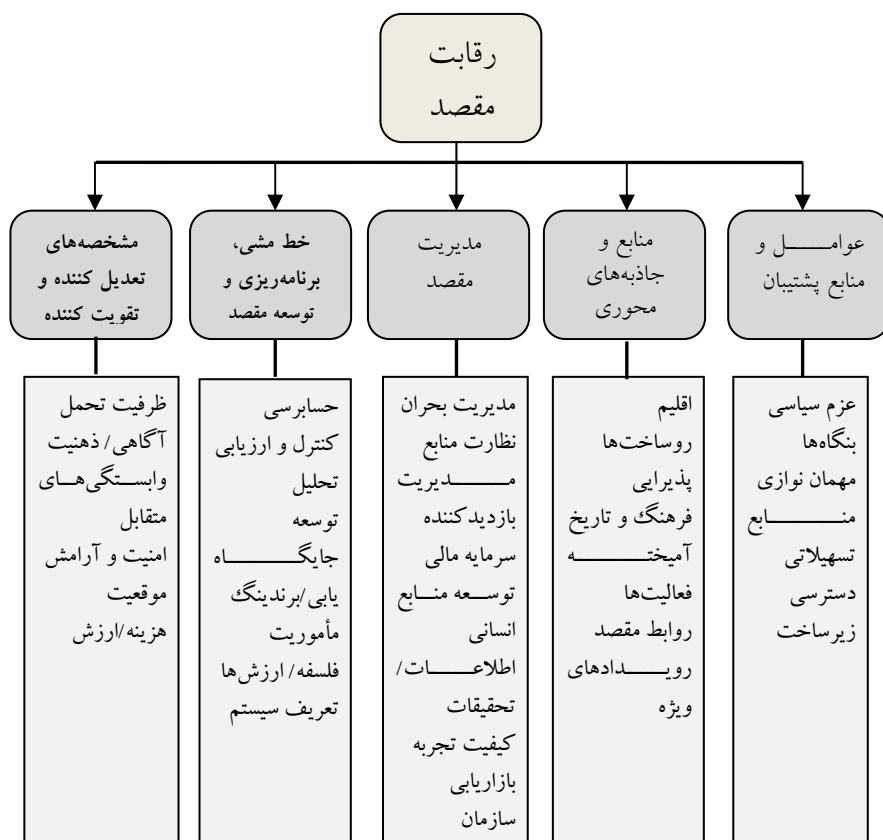 رقابت
مقصد
عوامل و
منابع پشتیبان
منابع و
جاذبه‌های
محوری
مدیریت
مقصد
خط مشی،
برنامه‌ریزی و
توسعه مقصد
مشخصه‌های
تعدیل کننده و
تقویت کننده
عزم سیاسی
بنگاه‌ها
مهمان نوازی
منابع
تسهیلاتی
دسترسی
زیرساخت
اقلیم
روساخت‌ها
پذیرایی
فرهنگ و تاریخ
آمیخته
فعالیت‌ها
روابط مقصد
رویدادهای
ویژه
مدیریت بحران
نظارت منابع
مدیریت
بازدیدکننده
سرمایه مالی
توسعه منابع
انسانی
اطلاعات/
تحقیقات
کیفیت تجربه
بازاریابی
سازمان
حسابرسی
کنترل و ارزیابی
تحلیل
توسعه
جایگاه
یابی/برندینگ
مأموریت
فلسفه/ ارزش‌ها
تعریف سیستم
ظرفیت تحمل
آگاهی/ ذهنیت
وابستگی‌های
متقابل
امنیت و آرامش
موقعیت
هزینه/ارزش